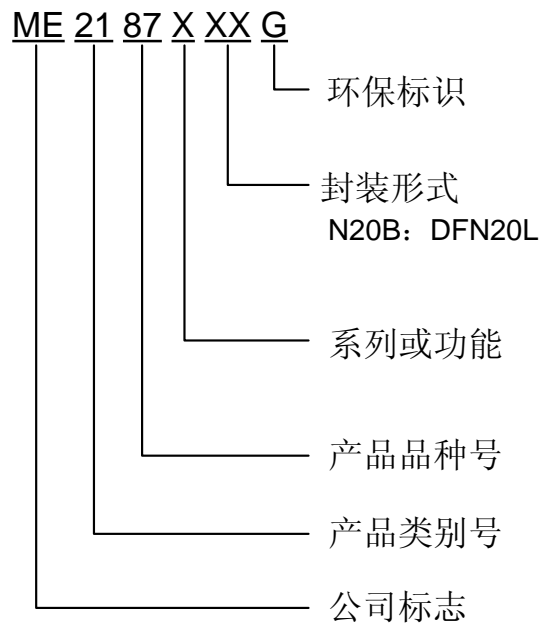 ME 21 87 X XX G
环保标识
封装形式
N20B：DFN20L
系列或功能
产品品种号
产品类别号
公司标志